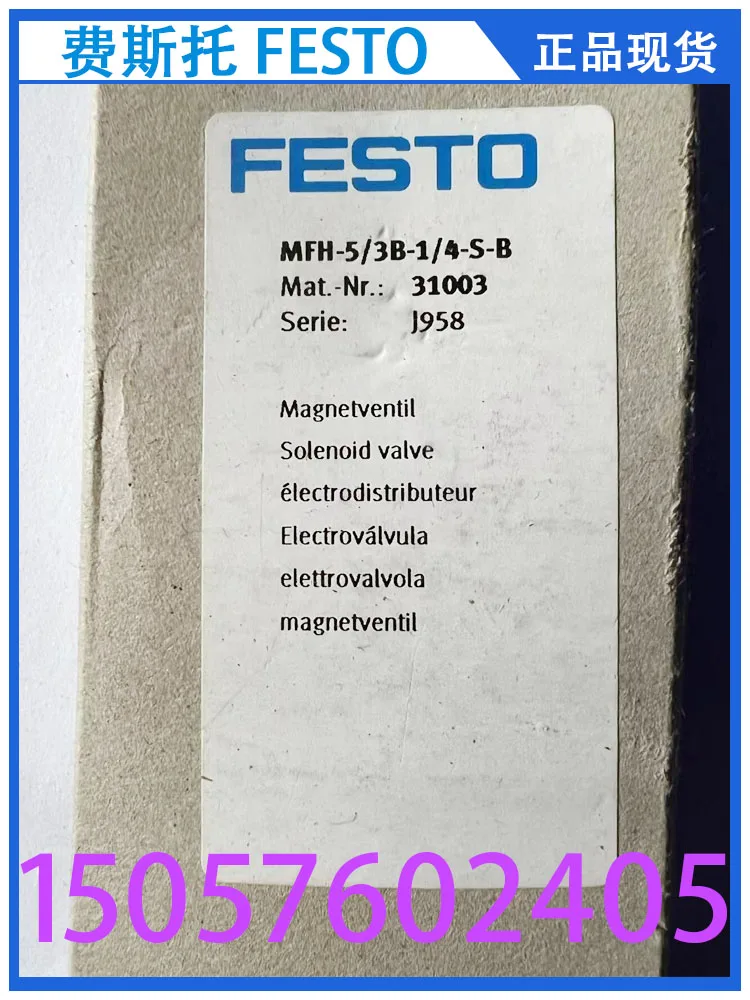 费斯托 FESTO
正品现货
FESTO
MFH-5/3B-1/4-S-B
Mat.-Nr.: 31003
Serie: J958
Magnetventil
Solenoid valve
électrodistributeur
Electroválvula
elettrovalvola
magnetventil
15057602405